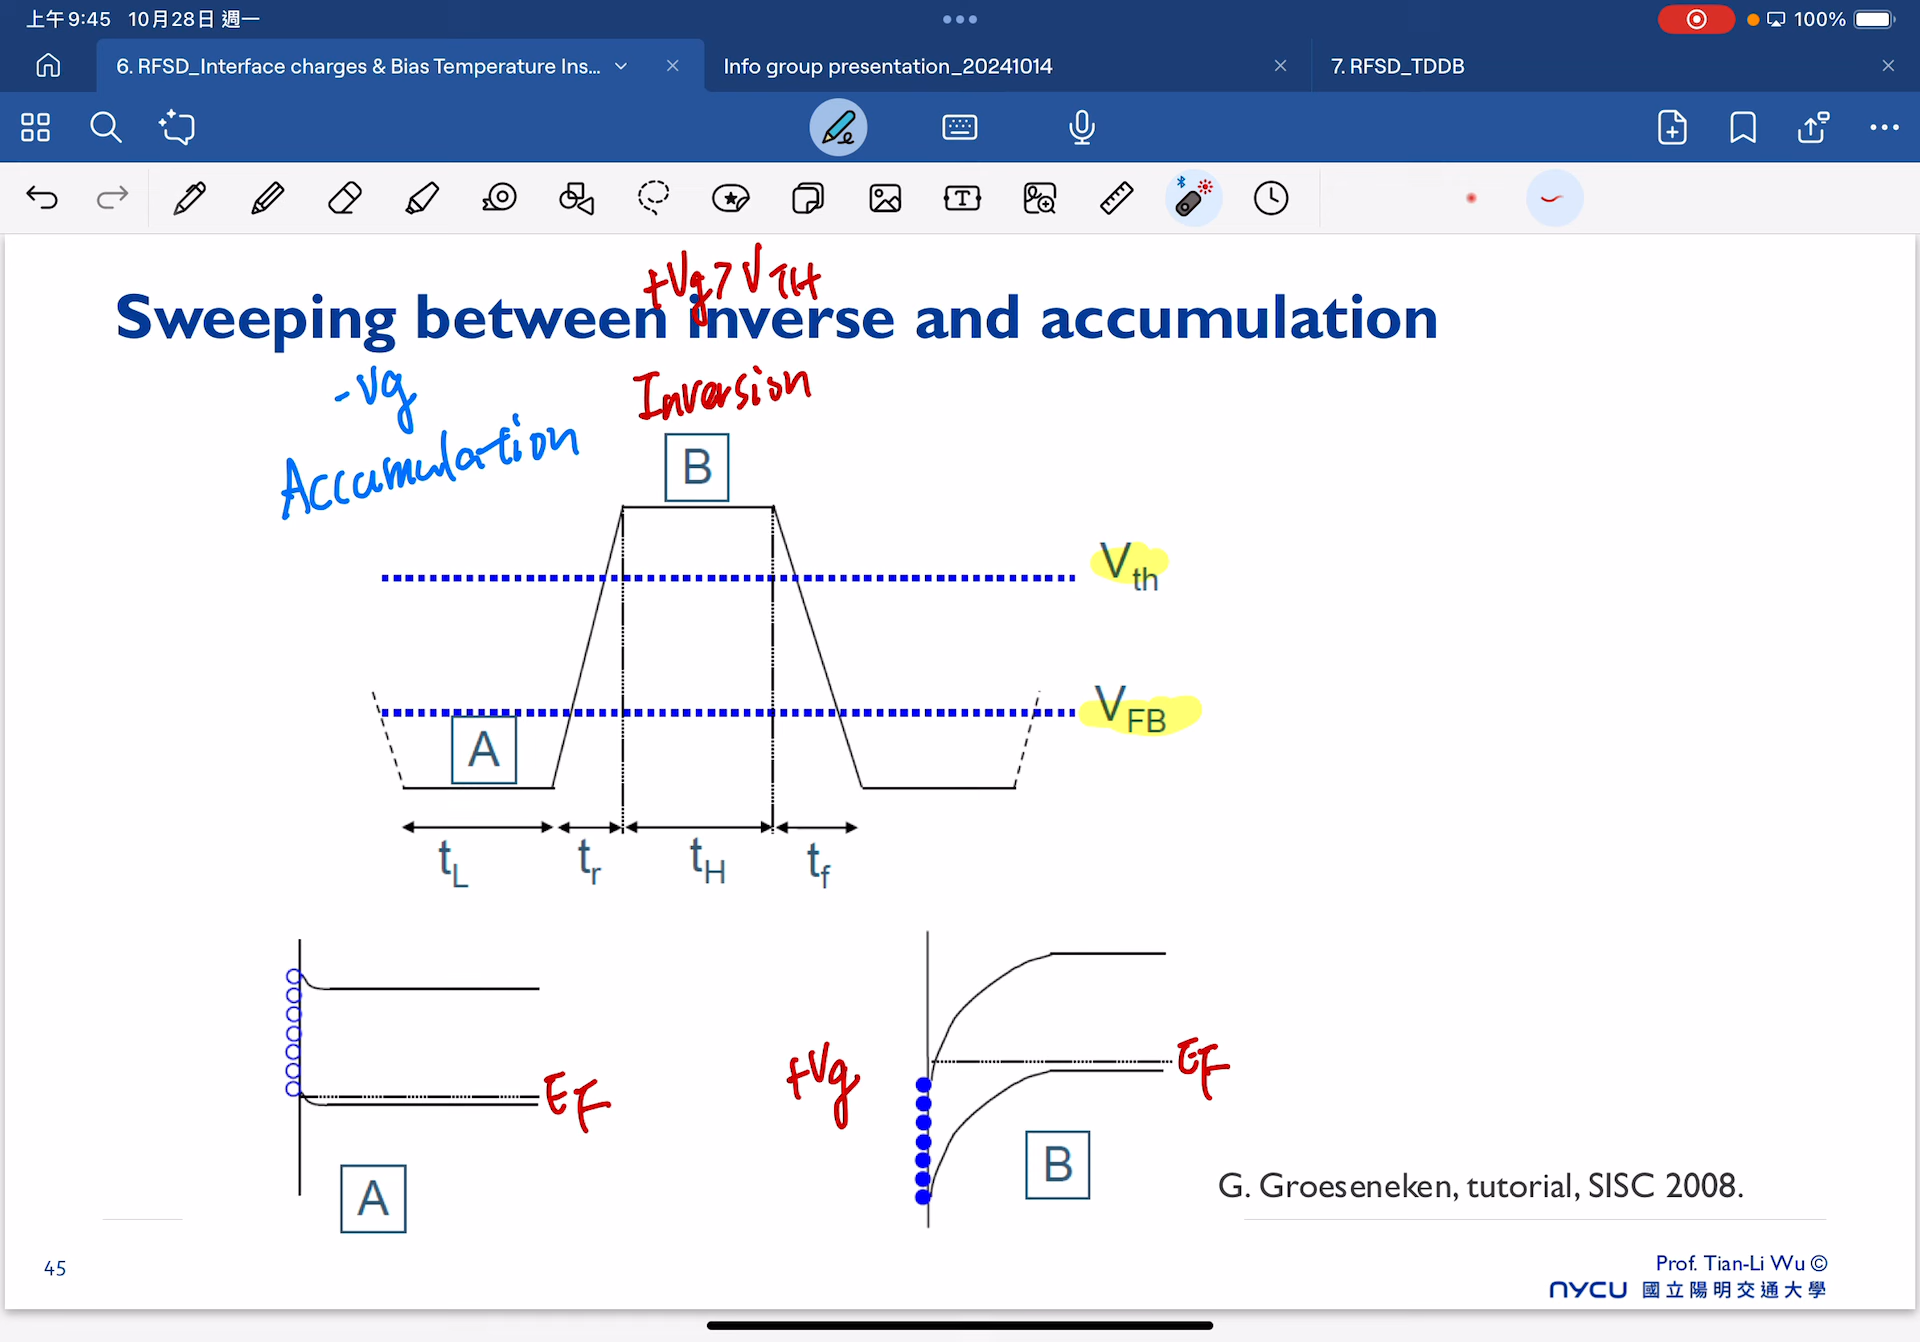 上午9:45 10月28日 週一
100%
6. RFSD_Interface charges & Bias Temperature Ins...
Info group presentation_20241014
7. RFSD_TDDB
+Vg>VTH
Sweeping between inverse and accumulation
-Vg
Accumulation
Inversion
B
Vth
VFB
A
tL
tr
tH
tf
EF
A
+Vg
EF
B
G. Groeseneken, tutorial, SISC 2008.
45
Prof. Tian-Li Wu ©
NYCU 國立陽明交通大學